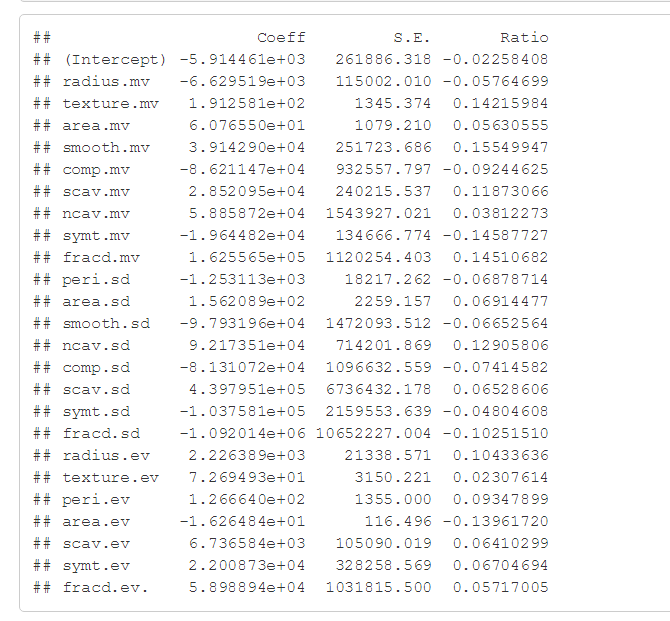 ##                  Coeff         S.E.       Ratio
## (Intercept) -5.914461e+03   261886.318 -0.02258408
## radius.mv   -6.629519e+03   115002.010 -0.05764699
## texture.mv   1.912581e+02     1345.374  0.14215984
## area.mv      6.076550e+01     1079.210  0.05630555
## smooth.mv    3.914290e+04   251723.686  0.15549947
## comp.mv     -8.621147e+04   932557.797 -0.09244625
## scav.mv      2.852095e+04   240215.537  0.11873066
## ncav.mv      5.885872e+04  1543927.021  0.03812273
## symt.mv     -1.964482e+04   134666.774 -0.14587727
## fracd.mv     1.625565e+05  1120254.403  0.14510682
## peri.sd     -1.253113e+03    18217.262 -0.06878714
## area.sd      1.562089e+02     2259.157  0.06914477
## smooth.sd   -9.793196e+04  1472093.512 -0.06652564
## ncav.sd      9.217351e+04   714201.869  0.12905806
## comp.sd     -8.131072e+04  1096632.559 -0.07414582
## scav.sd      4.397951e+05  6736432.178  0.06528606
## symt.sd     -1.037581e+05  2159553.639 -0.04804608
## fracd.sd    -1.092014e+06 10652227.004 -0.10251510
## radius.ev    2.226389e+03    21338.571  0.10433636
## texture.ev   7.269493e+01     3150.221  0.02307614
## peri.ev      1.266640e+02     1355.000  0.09347899
## area.ev     -1.626484e+01      116.496 -0.13961720
## scav.ev      6.736584e+03   105090.019  0.06410299
## symt.ev      2.200873e+04   328258.569  0.06704694
## fracd.ev.    5.898894e+04  1031815.500  0.05717005